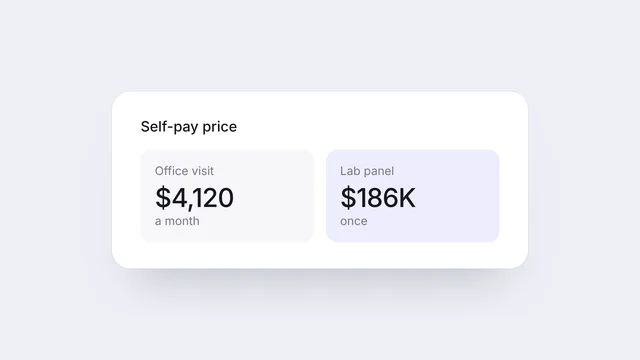 Self-pay price
Office visit
$4,120
a month
Lab panel
$186K
once